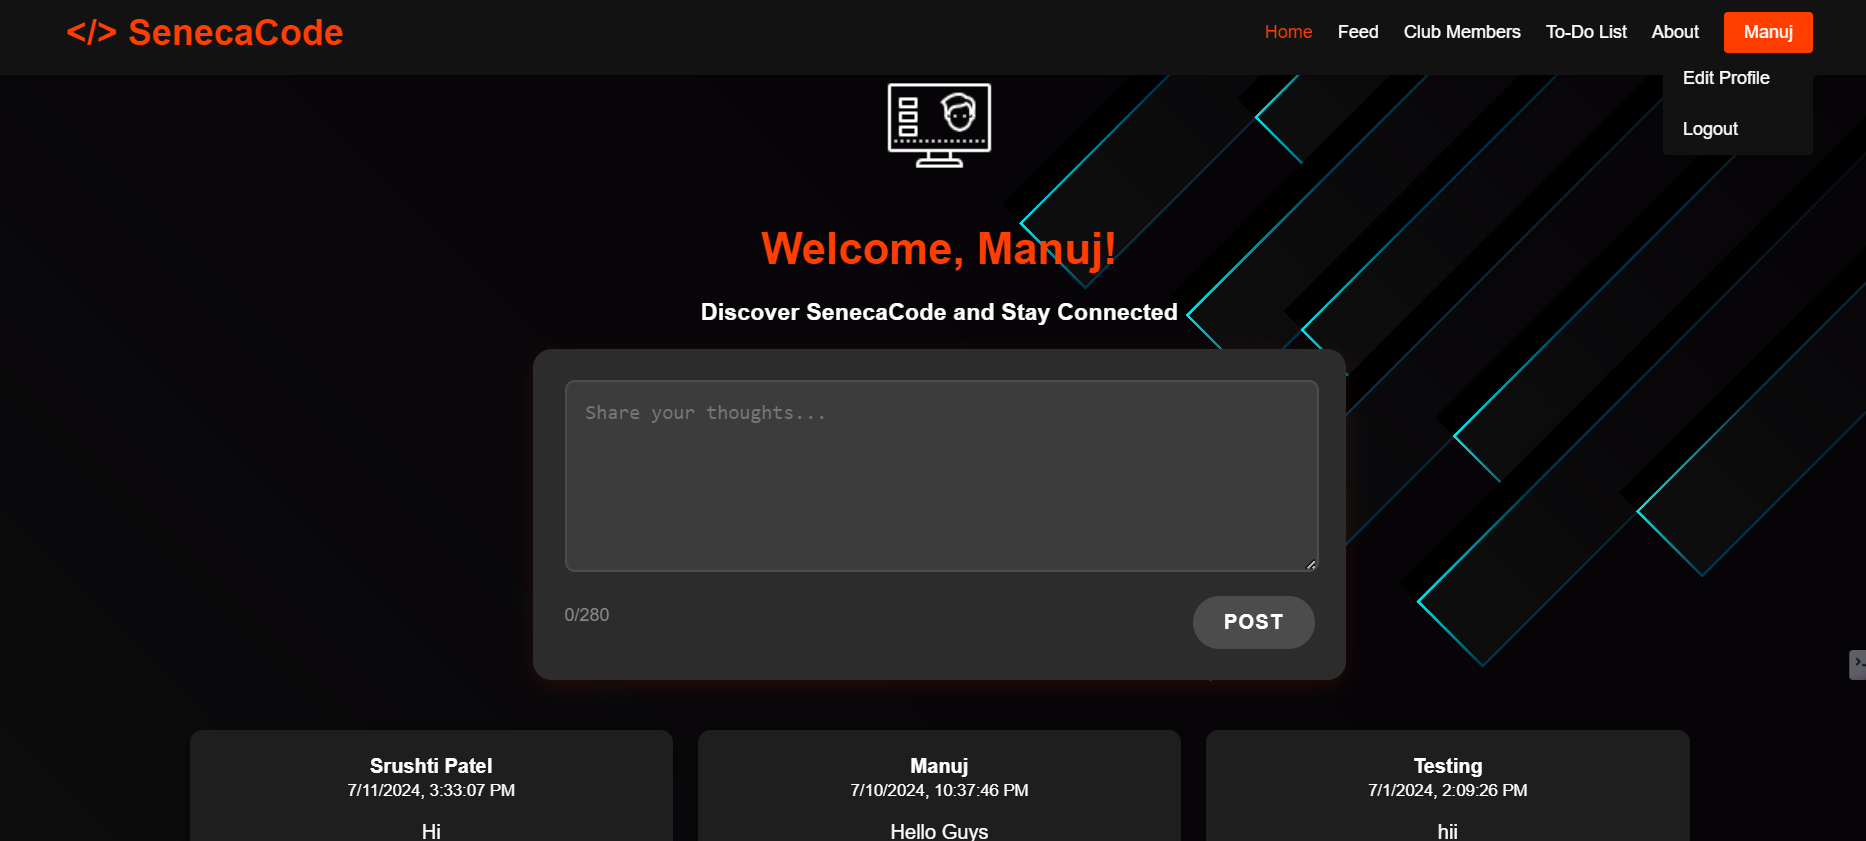 </> SenecaCode
Home Feed Club Members To-Do List About Manuj
Edit Profile
Logout
Welcome, Manuj!
Discover SenecaCode and Stay Connected
Share your thoughts...
0/280
POST
Srushti Patel
7/11/2024, 3:33:07 PM
Hi
Manuj
7/10/2024, 10:37:46 PM
Hello Guys
Testing
7/1/2024, 2:09:26 PM
hii